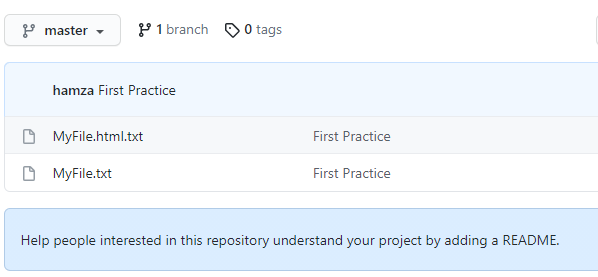 master 1 branch 0 tags
hamza First Practice
MyFile.html.txt First Practice
MyFile.txt First Practice
Help people interested in this repository understand your project by adding a README.